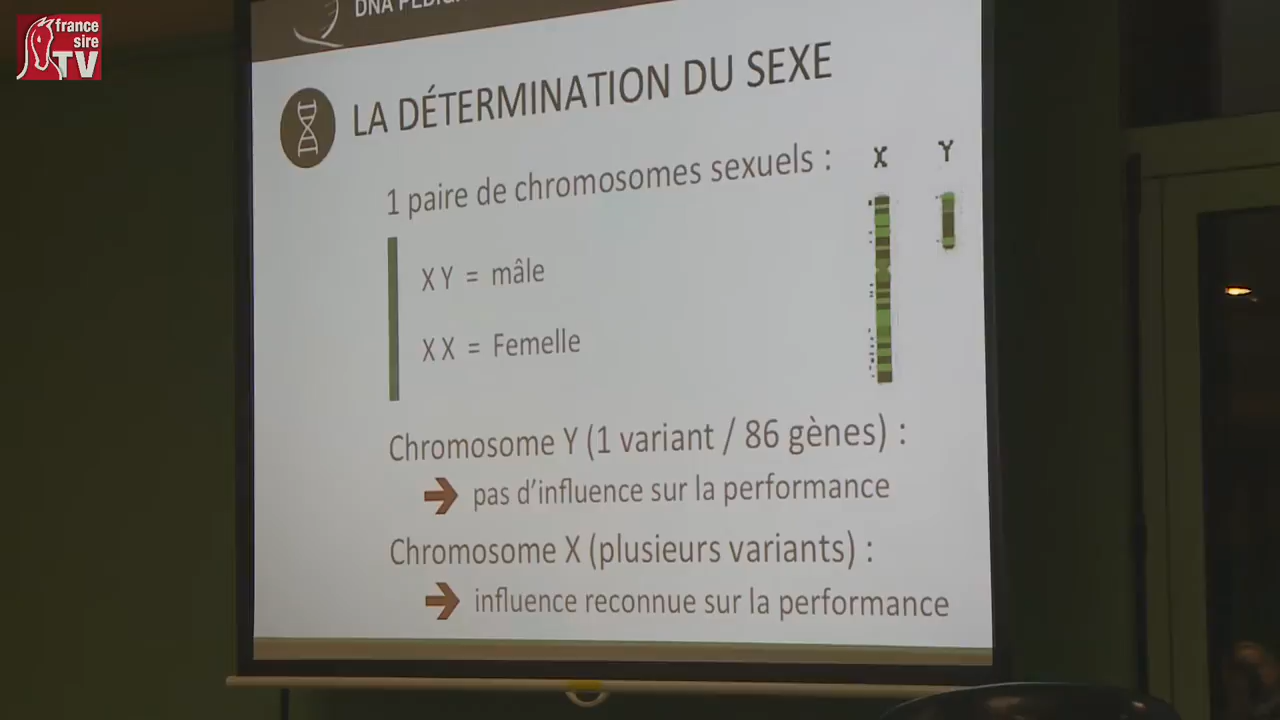 france
sire
TV
DNA
LA DÉTERMINATION DU SEXE
1 paire de chromosomes sexuels :
X Y
X Y = mâle
X X = Femelle
Chromosome Y (1 variant / 86 gènes) :
pas d'influence sur la performance
Chromosome X (plusieurs variants) :
influence reconnue sur la performance